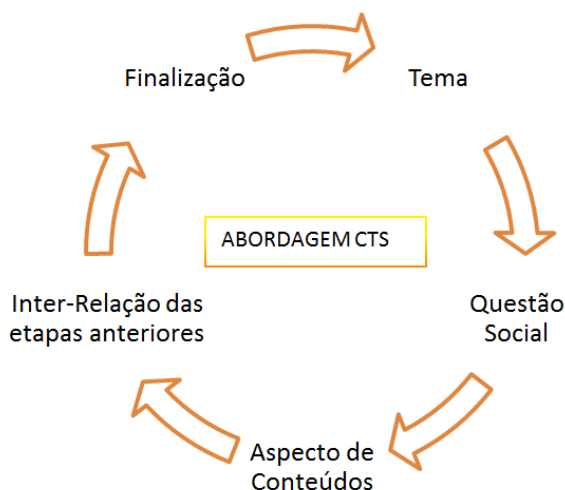 Finalização
Tema
ABORDAGEM CTS
Inter-Relação das
etapas anteriores
Questão
Social
Aspecto de
Conteúdos